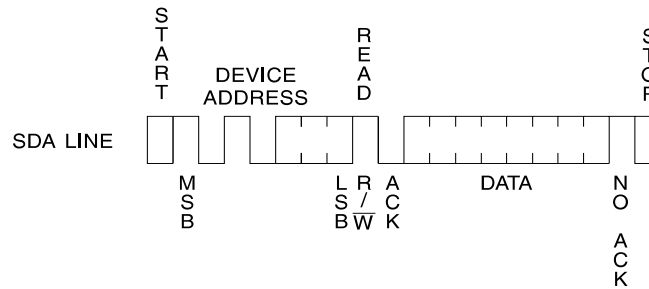 START
DEVICE
ADDRESS
READ
SDA LINE
MSB
LSB
R/W
ACK
DATA
NO ACK